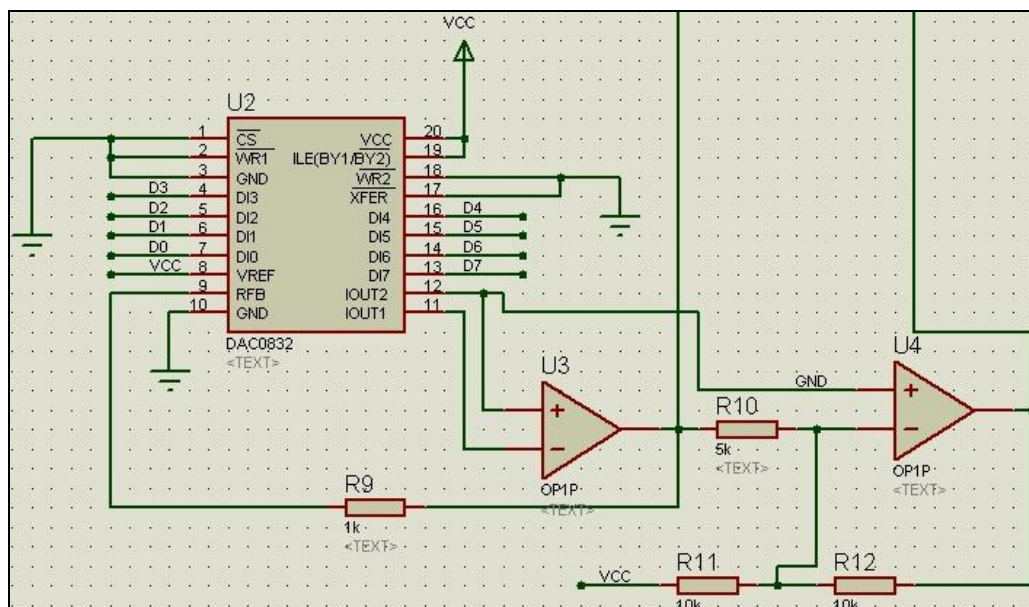 VCC
U2
1 CS VCC 20
2 WR1 ILE(BY1/BY2) 19
3 GND WR2 18
D3 4 DI3 XFER 17
D2 5 DI2 DI4 16 D4
D1 6 DI1 DI5 15 D5
D0 7 DI0 DI6 14 D6
VCC 8 VREF DI7 13 D7
9 RFB IOUT2 12
10 GND IOUT1 11
DAC0832
<TEXT>
U3
U4
GND
R10
5k
<TEXT>
OP1P
<TEXT>
OP1P
<TEXT>
R9
1k
<TEXT>
VCC
R11
10k
R12
10k